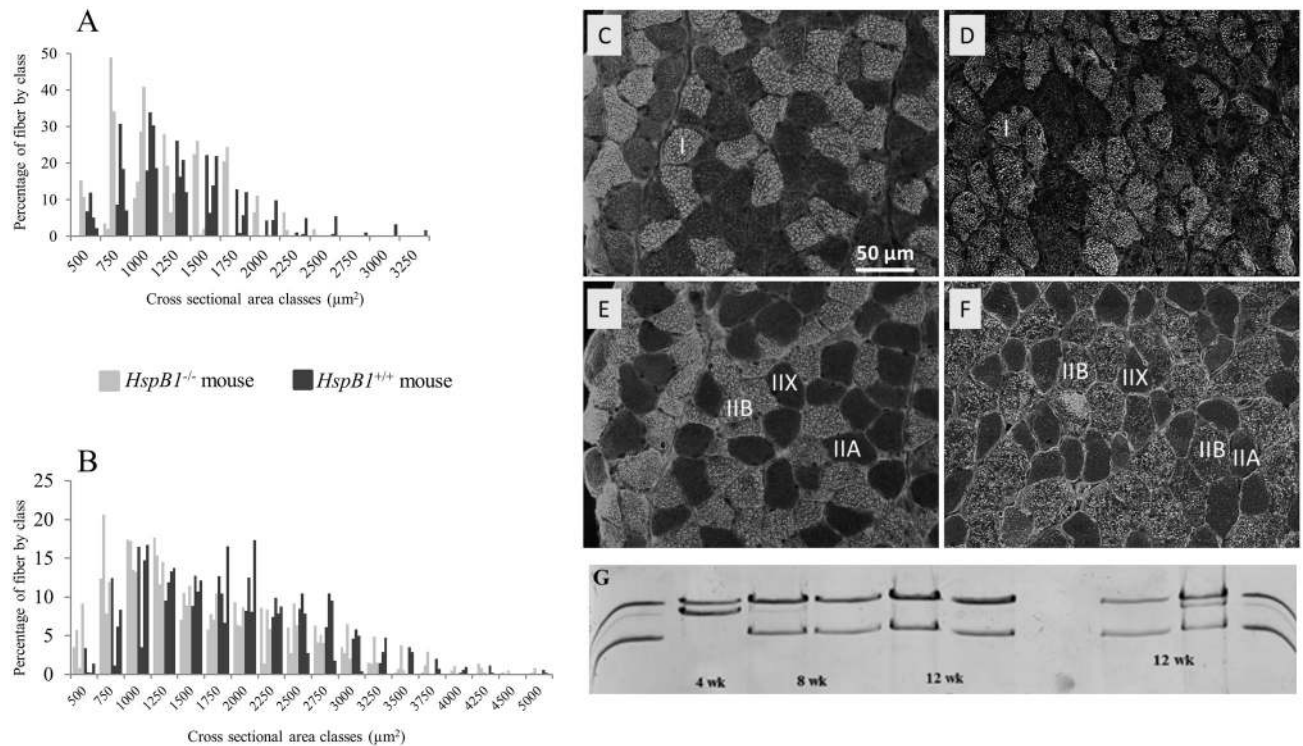 A
Percentage of fiber by class
50
40
30
20
10
0
500 750 1000 1250 1500 1750 2000 2250 2500 2750 3000 3250
Cross sectional area classes (µm²)
HspB1-/- mouse HspB1+/+ mouse
B
Percentage of fiber by class
25
20
15
10
5
0
500 750 1000 1250 1500 1750 2000 2250 2500 2750 3000 3250 3500 3750 4000 4250 4500 5000
Cross sectional area classes (µm²)
C
I
50 µm
D
I
E
IIX
IIB
IIA
F
IIB IIX
IIB IIA
G
4 wk 8 wk 12 wk 12 wk